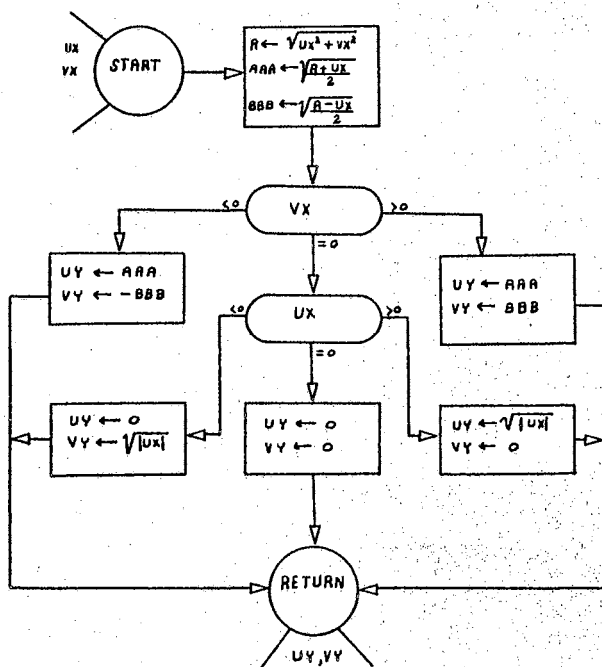 UX
VX
START
R ← √UX² + VX²
AAA ← √R + UX / 2
BBB ← √R - UX / 2
VX
<0
>0
=0
UY ← AAA
VY ← -BBB
UY ← AAA
VY ← BBB
UX
<0
>0
=0
UY ← 0
VY ← √|UX|
UY ← 0
VY ← 0
UY ← √|UX|
VY ← 0
RETURN
UY, VY